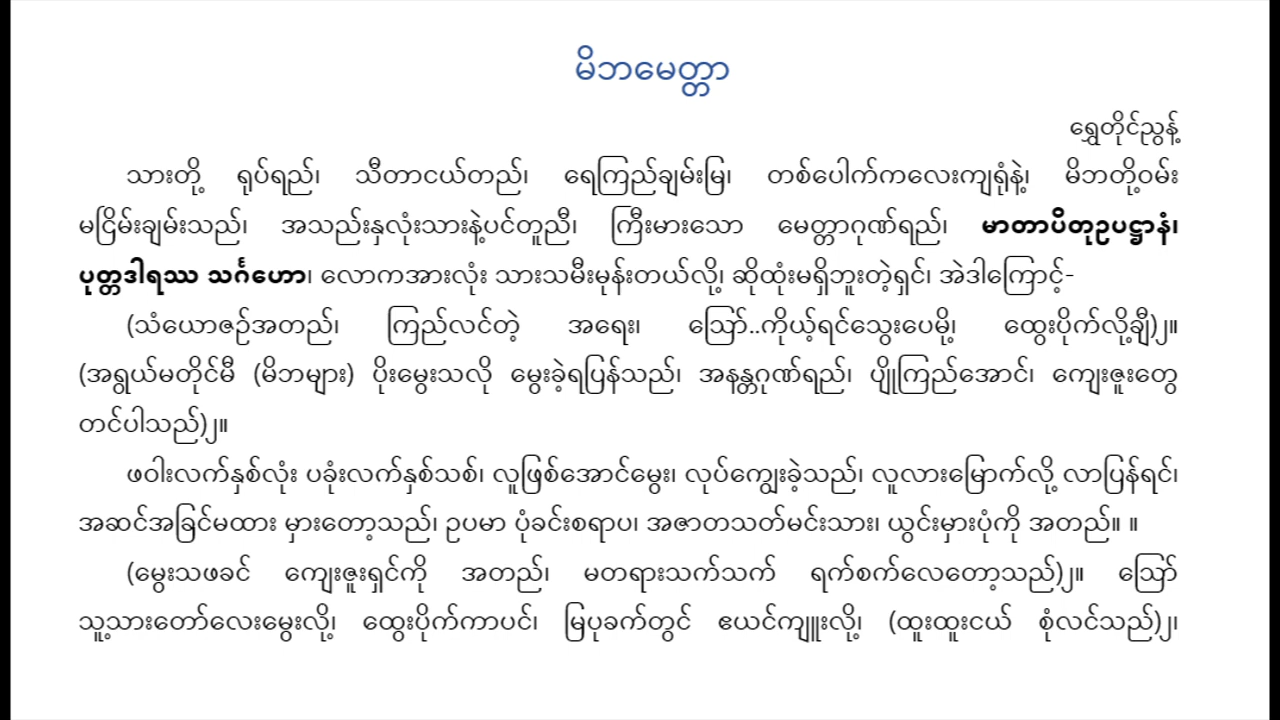 မိဘမေတ္တာ
ရွှေတိုင်ညွန့်
သားတို့ ရုပ်ရည်၊ သီတာငယ်တည်၊ ရေကြည်ချမ်းမြ၊ တစ်ပေါက်ကလေးကျရုံနဲ့၊ မိဘတို့ဝမ်း
မငြိမ်းချမ်းသည်၊ အသည်းနှလုံးသားနဲ့ပင်တူညီ၊ ကြီးမားသော မေတ္တာဂုဏ်ရည်၊ မာတာပိတုဥပဋ္ဌာနံ၊
ပုတ္တဒါရဿ သင်္ဂဟော၊ လောကအားလုံး သားသမီးမုန်းတယ်လို့၊ ဆိုထုံးမရှိဘူးတဲ့ရှင်၊ အဲဒါကြောင့်-
(သံယောဇဉ်အတည်၊ ကြည်လင်တဲ့ အရေး၊ သြော်..ကိုယ့်ရင်သွေးပေမို့၊ ထွေးပိုက်လို့ချီ)၂။
(အရွယ်မတိုင်မီ (မိဘများ) ပိုးမွေးသလို မွေးခဲ့ရပြန်သည်၊ အနန္တဂုဏ်ရည်၊ ပျိုကြည်အောင်၊ ကျေးဇူးတွေ
တင်ပါသည်)၂။
ဖဝါးလက်နှစ်လုံး ပခုံးလက်နှစ်သစ်၊ လူဖြစ်အောင်မွေး၊ လုပ်ကျွေးခဲ့သည်၊ လူလားမြောက်လို့ လာပြန်ရင်၊
အဆင်အခြင်မထား မှားတော့သည်၊ ဥပမာ ပုံခင်းစရာပ၊ အဇာတသတ်မင်းသား၊ ယွင်းမှားပုံကို အတည်။ ။
(မွေးသဖခင် ကျေးဇူးရှင်ကို အတည်၊ မတရားသက်သက် ရက်စက်လေတော့သည်)၂။ သြော်
သူ့သားတော်လေးမွေးလို့၊ ထွေးပိုက်ကာပင်၊ မြပုခက်တွင် ဧယင်ကျူးလို့၊ (ထူးထူးငယ် စုံလင်သည်)၂၊